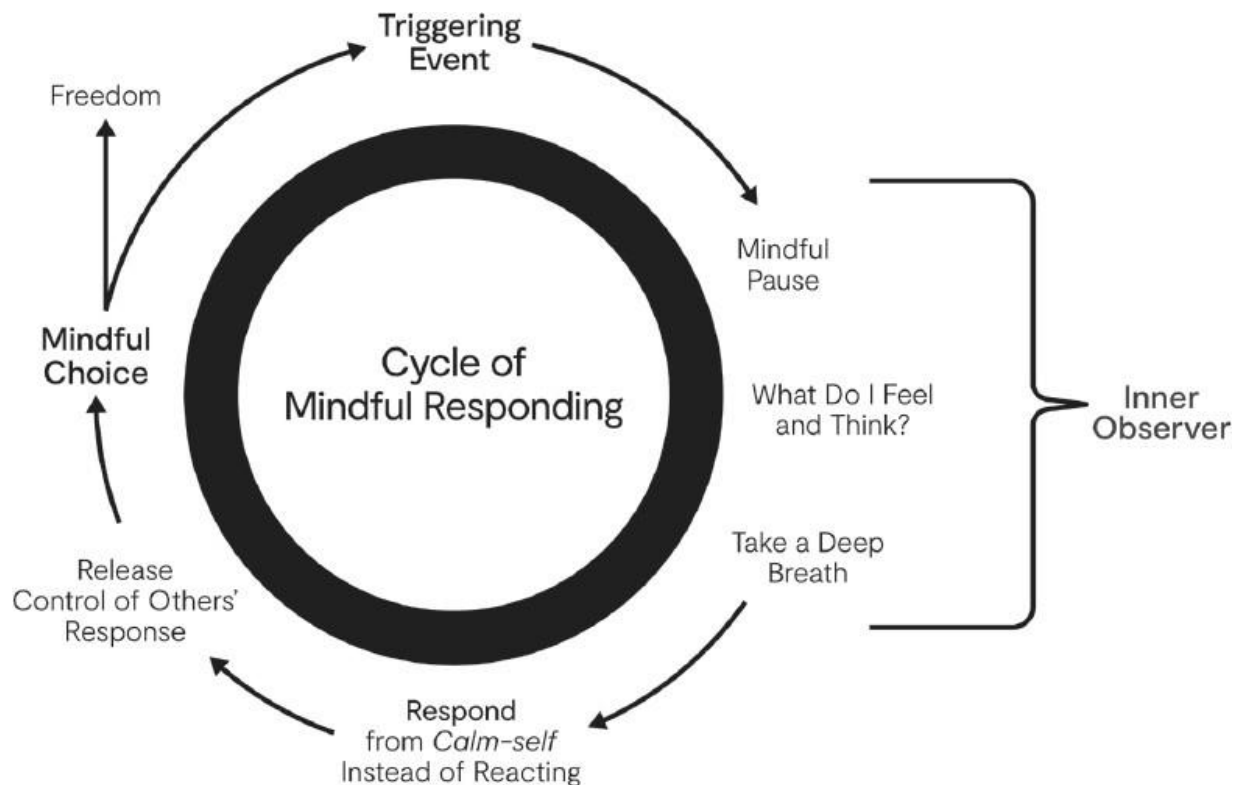 Triggering
Event
Freedom
Mindful
Pause
Mindful
Choice
Cycle of
Mindful Responding
What Do I Feel
and Think?
Inner
Observer
Take a Deep
Breath
Release
Control of Others’
Response
Respond
from Calm-self
Instead of Reacting